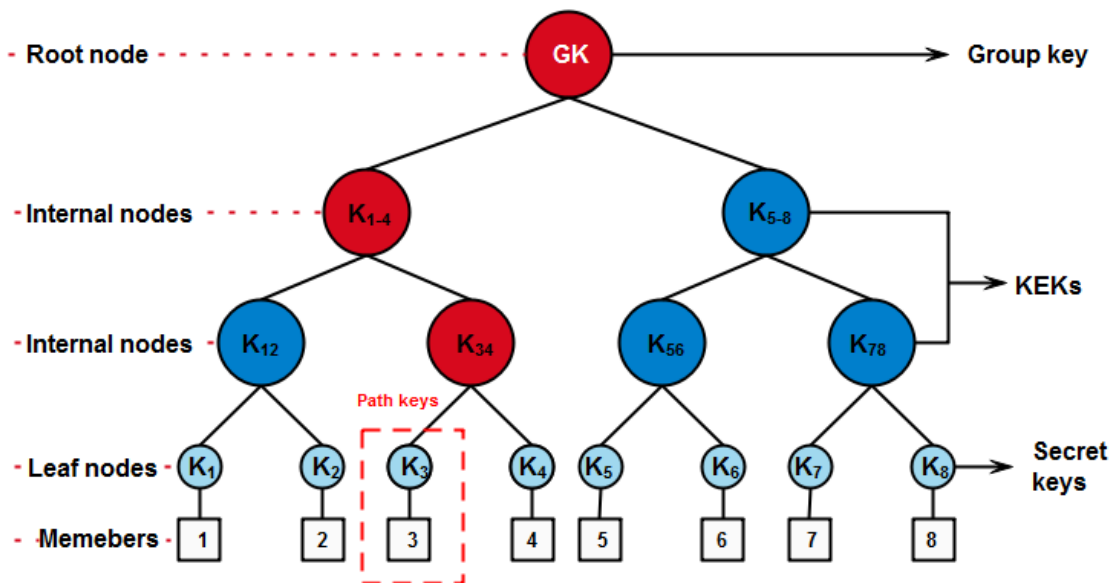 Root node
GK
Group key
Internal nodes
K1-4
K5-8
KEKs
Internal nodes
K12
K34
K56
K78
Path keys
Leaf nodes
K1
K2
K3
K4
K5
K6
K7
K8
Secret
keys
Memebers
1
2
3
4
5
6
7
8